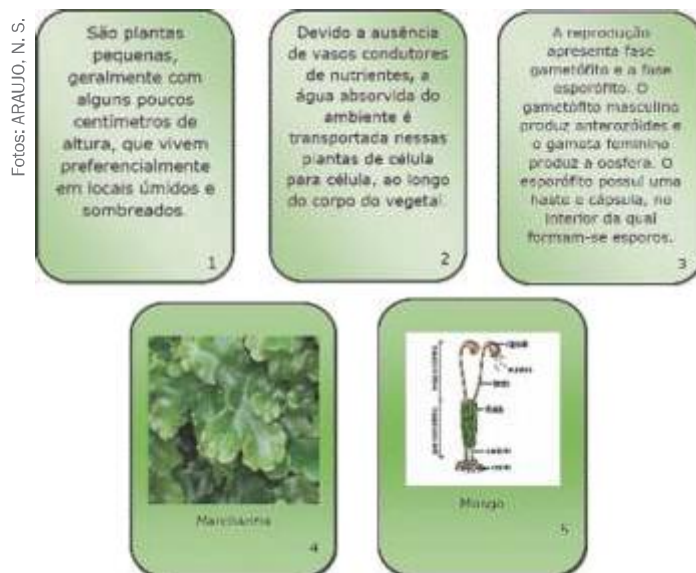 Fotos: ARAUJO, N. S.
São plantas
pequenas,
geralmente com
alguns poucos
centímetros de
altura, que vivem
preferencialmente
em locais úmidos e
sombreados.
1
Devido a ausência
de vasos condutores
de nutrientes, a
água absorvida do
ambiente é
transportada nessas
plantas de célula
para célula, ao longo
do corpo do vegetal.
2
A reprodução
apresenta fase
gametófito e a fase
esporófito. O
gametófito masculino
produz anterozóides e
o gameta feminino
produz a oosfera. O
esporófito possui uma
haste e cápsula, no
interior da qual
formam-se esporos.
3
Marchantia
4
Musgo
5